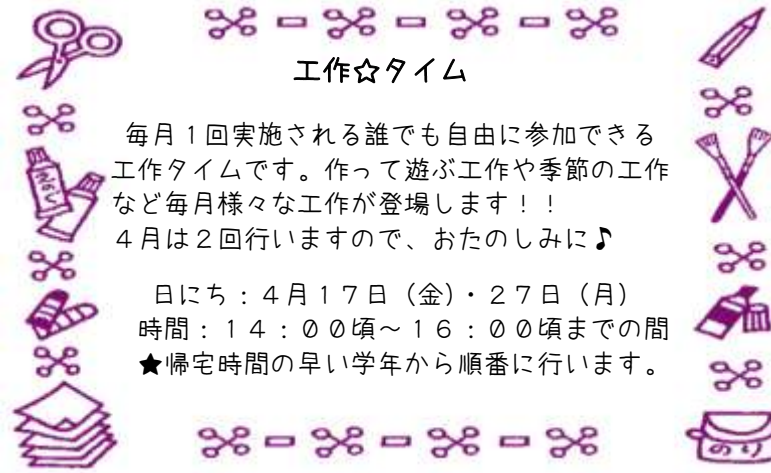 工作☆タイム
毎月１回実施される誰でも自由に参加できる
工作タイムです。作って遊ぶ工作や季節の工作
など毎月様々な工作が登場します！！
４月は２回行いますので、おたのしみに♪
日にち：４月１７日（金）・２７日（月）
時間：１４：００頃～１６：００頃までの間
★帰宅時間の早い学年から順番に行います。
えのぐ
のり